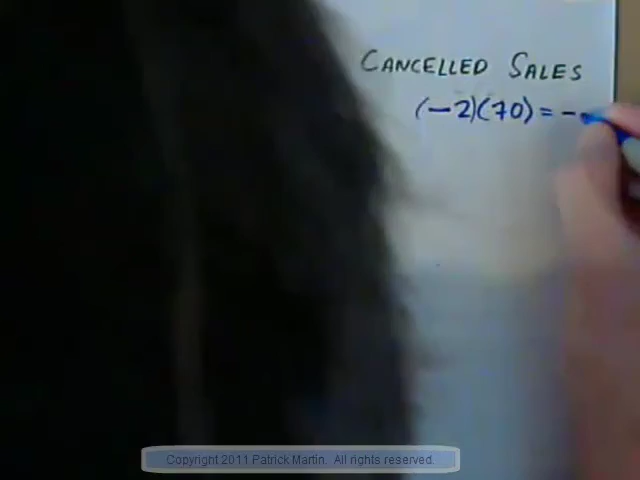 CANCELLED SALES
(−2)(70) = −
Copyright 2011 Patrick Martin. All rights reserved.